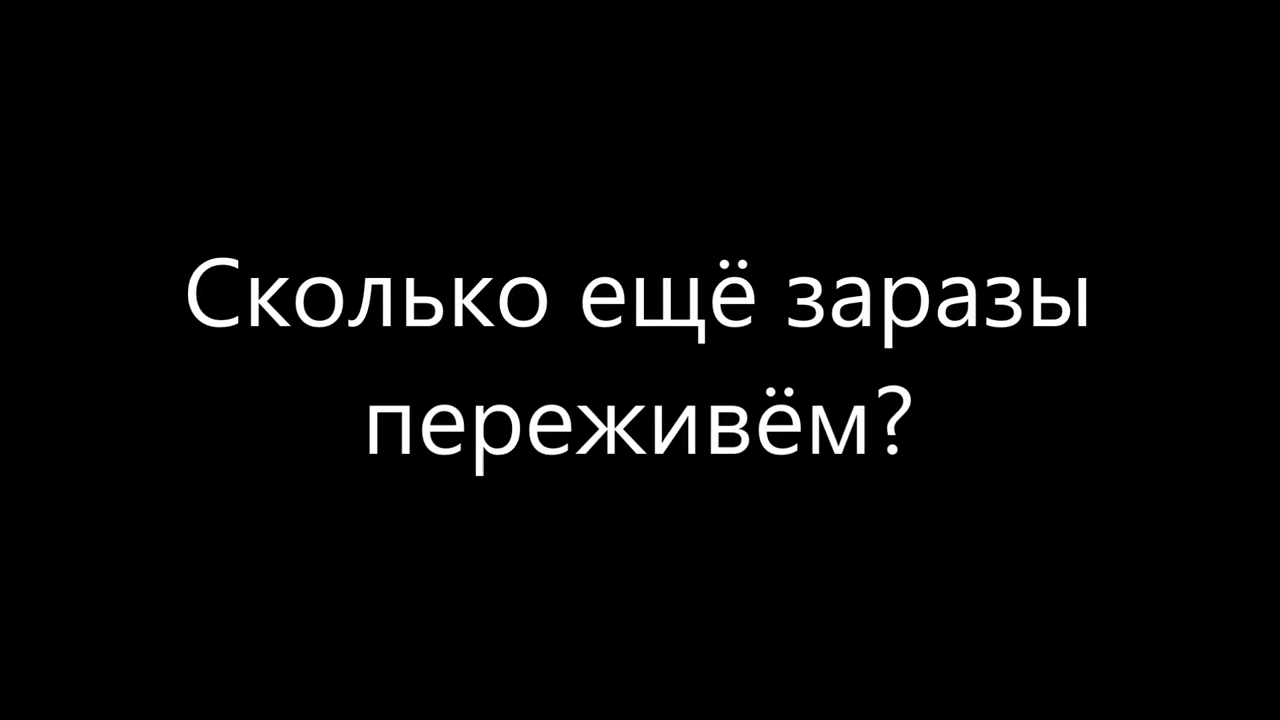 Сколько ещё заразы
переживём?